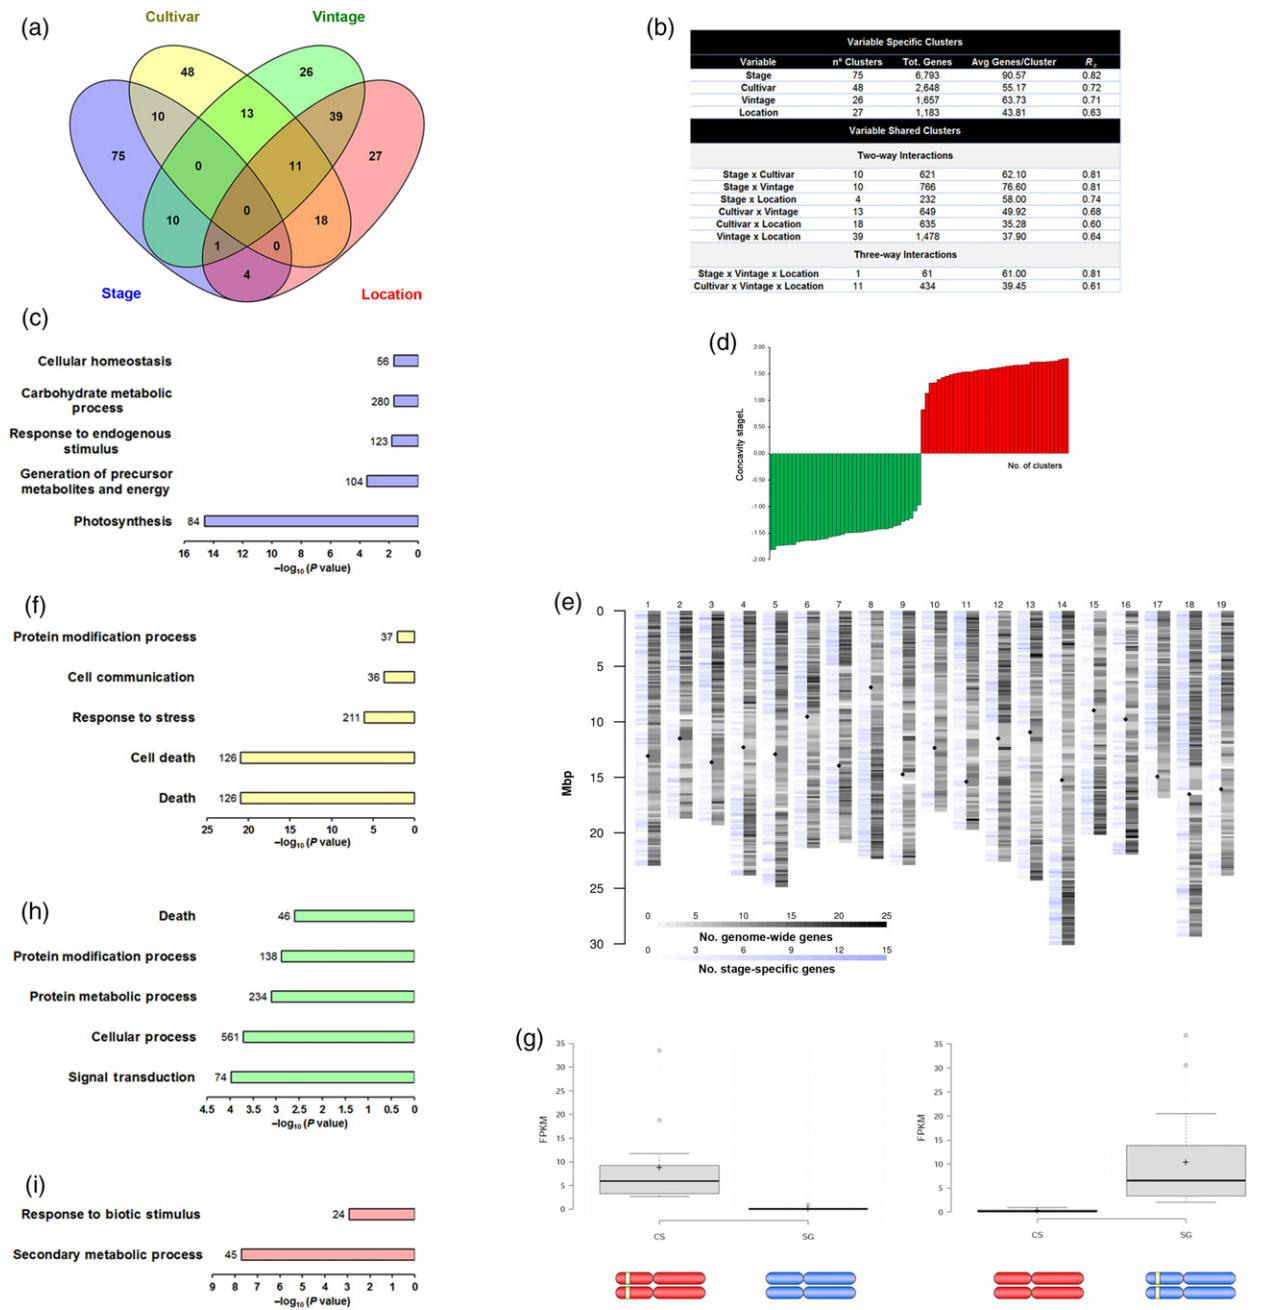 (a)
Cultivar
Vintage
48
26
10
13
39
75
0
11
27
10
0
18
1
0
4
Stage
Location
(b)
Variable Specific Clusters
Variable n° Clusters Tot. Genes Avg Genes/Cluster Rc
Stage 75 6,793 90.57 0.82
Cultivar 48 2,648 55.17 0.72
Vintage 26 1,657 63.73 0.71
Location 27 1,183 43.81 0.63
Variable Shared Clusters
Two-way Interactions
Stage x Cultivar 10 621 62.10 0.81
Stage x Vintage 10 766 76.60 0.81
Stage x Location 4 232 58.00 0.74
Cultivar x Vintage 13 649 49.92 0.68
Cultivar x Location 18 635 35.28 0.60
Vintage x Location 39 1,478 37.90 0.64
Three-way Interactions
Stage x Vintage x Location 1 61 61.00 0.81
Cultivar x Vintage x Location 11 434 39.45 0.61
(c)
Cellular homeostasis 56
Carbohydrate metabolic
process 280
Response to endogenous
stimulus 123
Generation of precursor
metabolites and energy 104
Photosynthesis 84
16 14 12 10 8 6 4 2 0
–log10 (P value)
(d)
Concavity stageL
2.00
1.50
1.00
0.50
0.00
-0.50
-1.00
-1.50
-2.00
No. of clusters
(e)
1 2 3 4 5 6 7 8 9 10 11 12 13 14 15 16 17 18 19
Mbp
0
5
10
15
20
25
30
0 5 10 15 20 25
No. genome-wide genes
0 3 6 9 12 15
No. stage-specific genes
(f)
Protein modification process 37
Cell communication 36
Response to stress 211
Cell death 126
Death 126
25 20 15 10 5 0
–log10 (P value)
(h)
Death 46
Protein modification process 138
Protein metabolic process 234
Cellular process 561
Signal transduction 74
4.5 4 3.5 3 2.5 2 1.5 1 0.5 0
–log10 (P value)
(g)
FPKM
35
30
25
20
15
10
5
0
CS SG
FPKM
35
30
25
20
15
10
5
0
CS SG
(i)
Response to biotic stimulus 24
Secondary metabolic process 45
9 8 7 6 5 4 3 2 1 0
–log10 (P value)